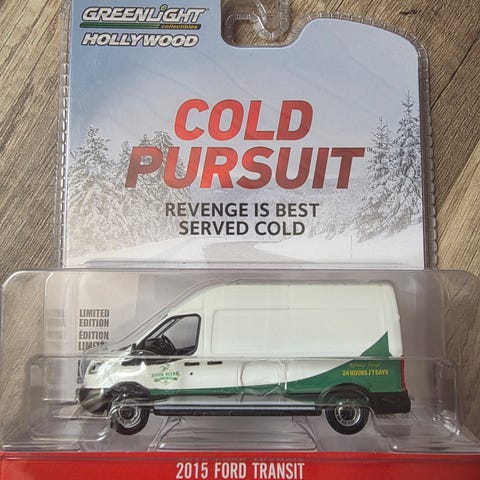 GREENLIGHT
collectibles
HOLLYWOOD
COLD
PURSUIT™
REVENGE IS BEST
SERVED COLD
LIMITED
EDITION
ÉDITION
24 HOURS / 7 DAYS
2015 FORD TRANSIT